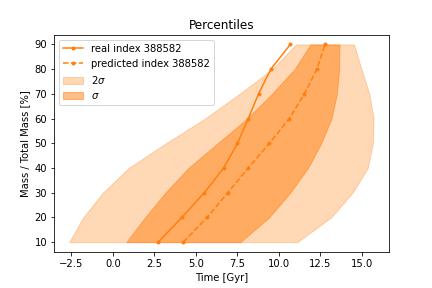 Percentiles
real index 388582
predicted index 388582
2σ
σ
Mass / Total Mass [%]
90
80
70
60
50
40
30
20
10
−2.5 0.0 2.5 5.0 7.5 10.0 12.5 15.0
Time [Gyr]